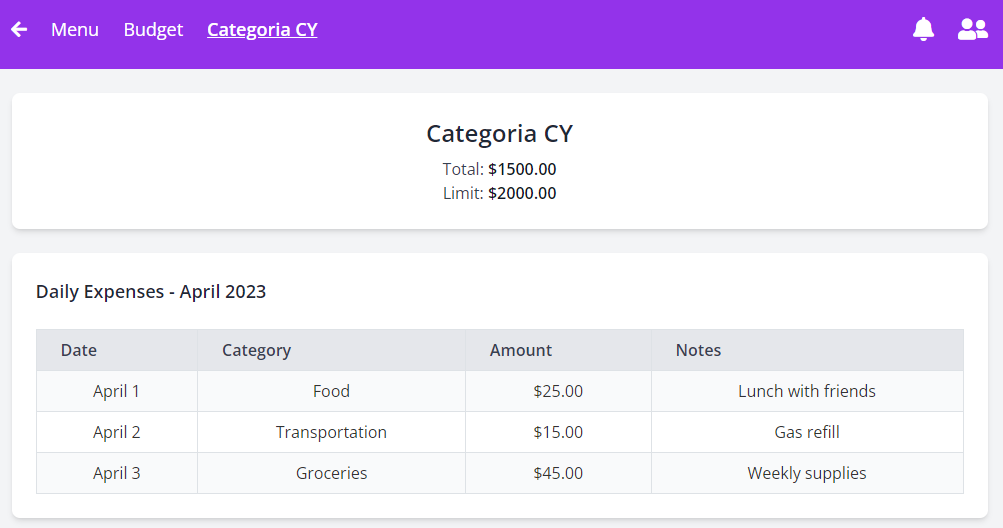 Menu Budget Categoria CY
Categoria CY
Total: $1500.00
Limit: $2000.00
Daily Expenses - April 2023
Date Category Amount Notes
April 1 Food $25.00 Lunch with friends
April 2 Transportation $15.00 Gas refill
April 3 Groceries $45.00 Weekly supplies